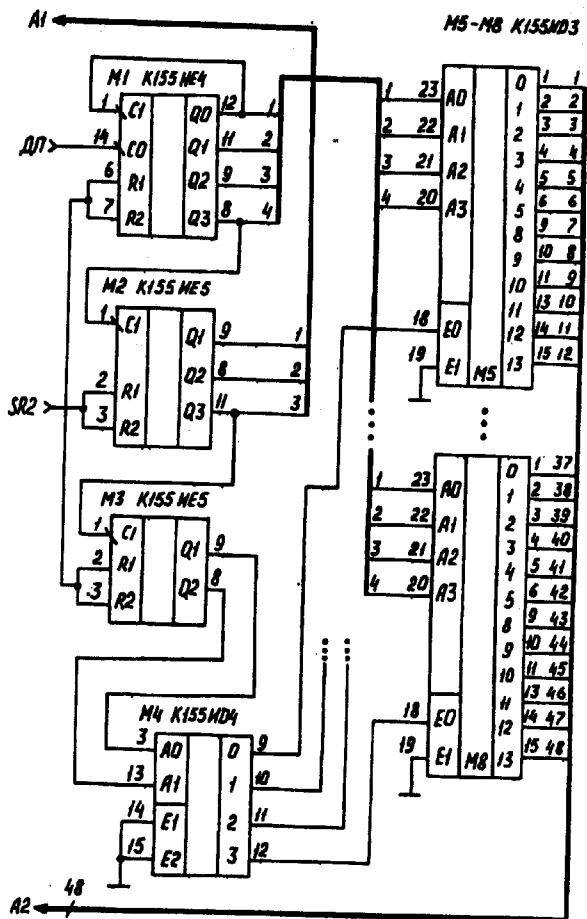 A1
M5-M8 К155ИД3
M1 К155 ИЕ4
1 C1 Q0 12 1
ДП 14 C0 Q1 11 2
6 R1 Q2 9 3
7 R2 Q3 8 4
M2 К155 ИЕ5
1 C1 Q1 9 1
2 R1 Q2 8 2
SR2 3 R2 Q3 11 3
M3 К155 ИЕ5
1 C1 Q1 9
2 R1 Q2 8
3 R2
M4 К155ИД4
3 A0 0 9
13 A1 1 10
14 E1 2 11
15 E2 3 12
1 23 A0 0 1 1
2 22 A1 1 2 2
3 21 A2 2 3 3
4 20 A3 3 4 4
4 5 5
5 6 6
8 9 7
9 10 8
10 11 9
11 13 10
18 E0 12 14 11
19 E1 M5 13 15 12
1 23 A0 0 1 37
2 22 A1 1 2 38
3 21 A2 2 3 39
4 20 A3 3 4 40
4 5 41
5 6 42
8 9 43
9 10 44
10 11 45
11 13 46
18 E0 12 14 47
19 E1 M8 13 15 48
A2 48